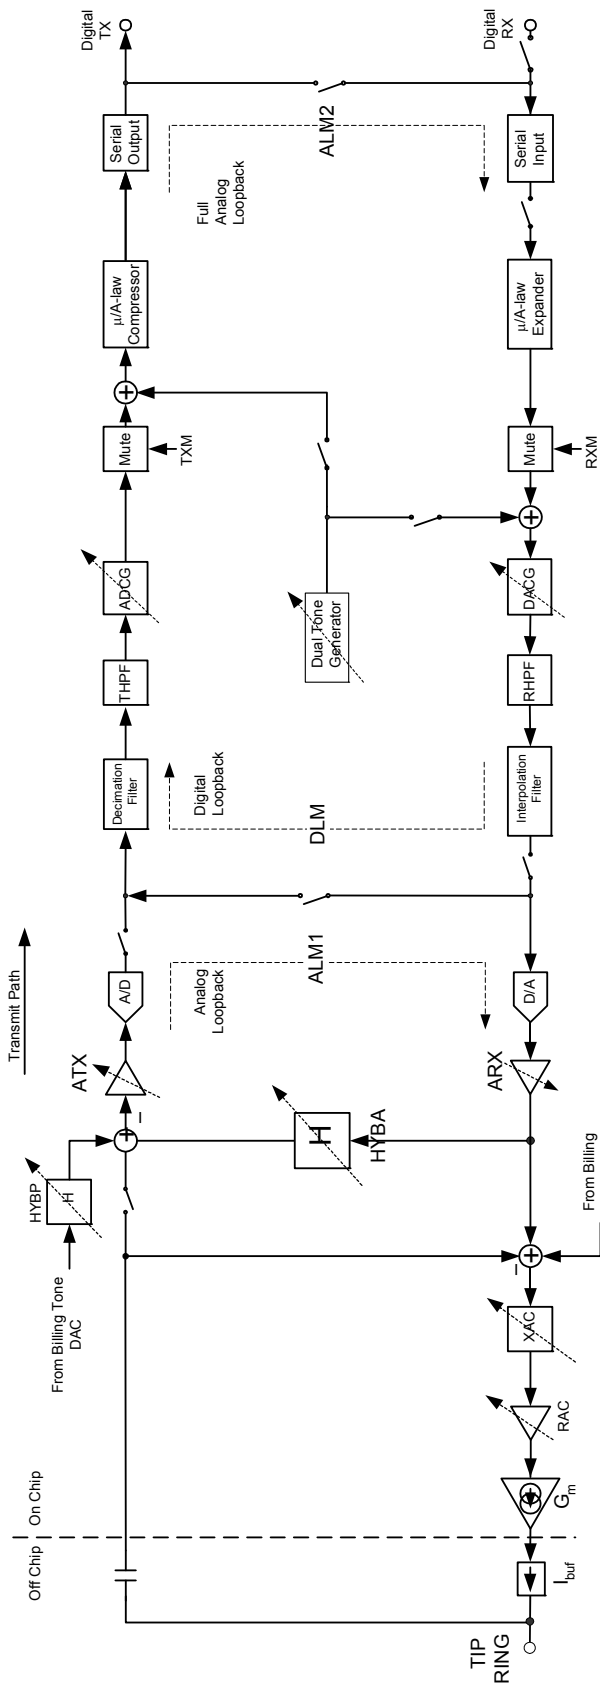 Off Chip
On Chip
Transmit Path
From Billing Tone
DAC
HYBP
H
+
−
ATX
A/D
Decimation
Filter
THPF
ADCG
Mute
TXM
+
μ/A-law
Compressor
Serial
Output
Digital
TX
Analog
Loopback
ALM1
Digital
Loopback
DLM
Dual Tone
Generator
Full
Analog
Loopback
ALM2
H
HYBA
TIP
RING
I buf
G m
RAC
XAC
−
+
From Billing
ARX
D/A
Interpolation
Filter
RHPF
DACG
+
Mute
RXM
μ/A-law
Expander
Serial
Input
Digital
RX